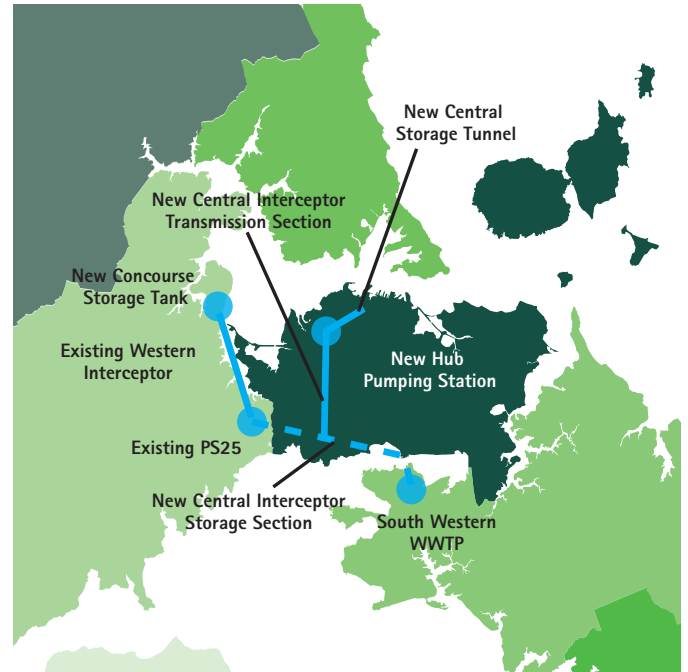 New Central
Storage Tunnel
New Central Interceptor
Transmission Section
New Concourse
Storage Tank
Existing Western
Interceptor
New Hub
Pumping Station
Existing PS25
New Central Interceptor
Storage Section
South Western
WWTP